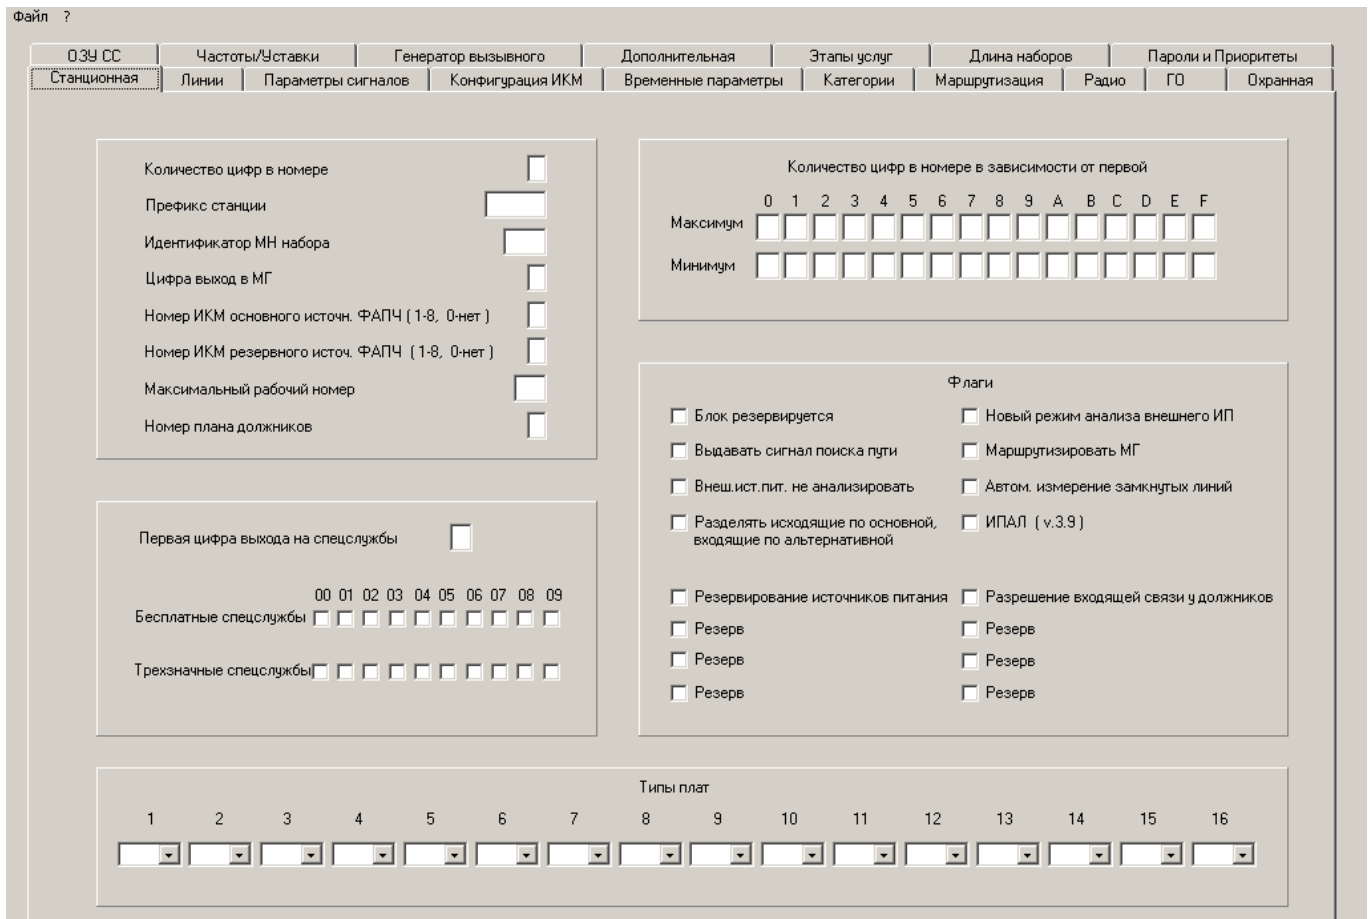 Файл ?
ОЗУ СС Частоты/Уставки Генератор вызывного Дополнительная Этапы услуг Длина наборов Пароли и Приоритеты
Станционная Линии Параметры сигналов Конфигурация ИКМ Временные параметры Категории Маршрутизация Радио ГО Охранная
Количество цифр в номере
Префикс станции
Идентификатор МН набора
Цифра выход в МГ
Номер ИКМ основного источн. ФАПЧ ( 1-8, 0-нет )
Номер ИКМ резервного источ. ФАПЧ ( 1-8, 0-нет )
Максимальный рабочий номер
Номер плана должников
Количество цифр в номере в зависимости от первой
0 1 2 3 4 5 6 7 8 9 A B C D E F
Максимум
Минимум
Флаги
Блок резервируется
Выдавать сигнал поиска пути
Внеш.ист.пит. не анализировать
Разделять исходящие по основной,
входящие по альтернативной
Резервирование источников питания
Резерв
Резерв
Резерв
Новый режим анализа внешнего ИП
Маршрутизировать МГ
Автом. измерение замкнутых линий
ИПАЛ ( v.3.9 )
Разрешение входящей связи у должников
Резерв
Резерв
Резерв
Первая цифра выхода на спецслужбы
00 01 02 03 04 05 06 07 08 09
Бесплатные спецслужбы
Трехзначные спецслужбы
Типы плат
1 2 3 4 5 6 7 8 9 10 11 12 13 14 15 16